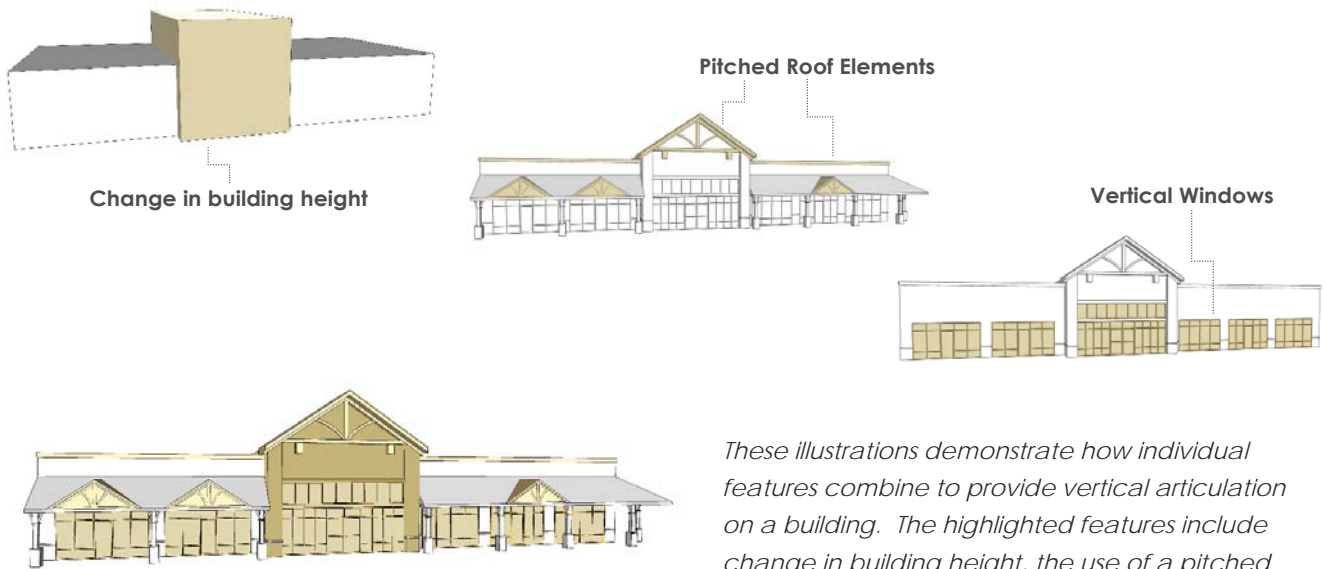 Pitched Roof Elements
Change in building height
Vertical Windows
These illustrations demonstrate how individual
features combine to provide vertical articulation
on a building. The highlighted features include
change in building height, the use of a pitched